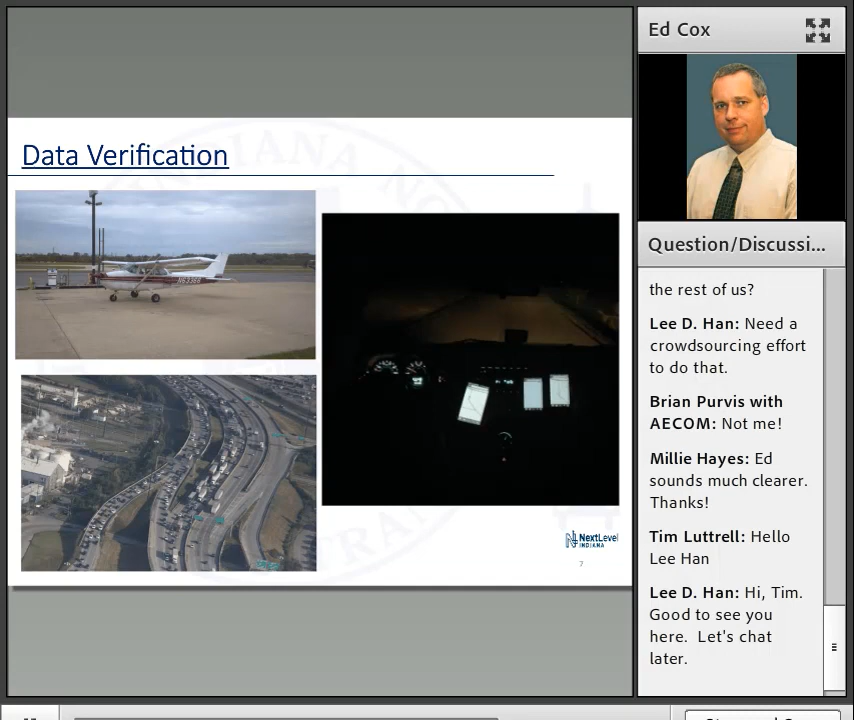 Ed Cox
Data Verification
N53366
NextLevel
INDIANA
7
Question/Discussi...
the rest of us?
Lee D. Han: Need a
crowdsourcing effort
to do that.
Brian Purvis with
AECOM: Not me!
Millie Hayes: Ed
sounds much clearer.
Thanks!
Tim Luttrell: Hello
Lee Han
Lee D. Han: Hi, Tim.
Good to see you
here. Let's chat
later.